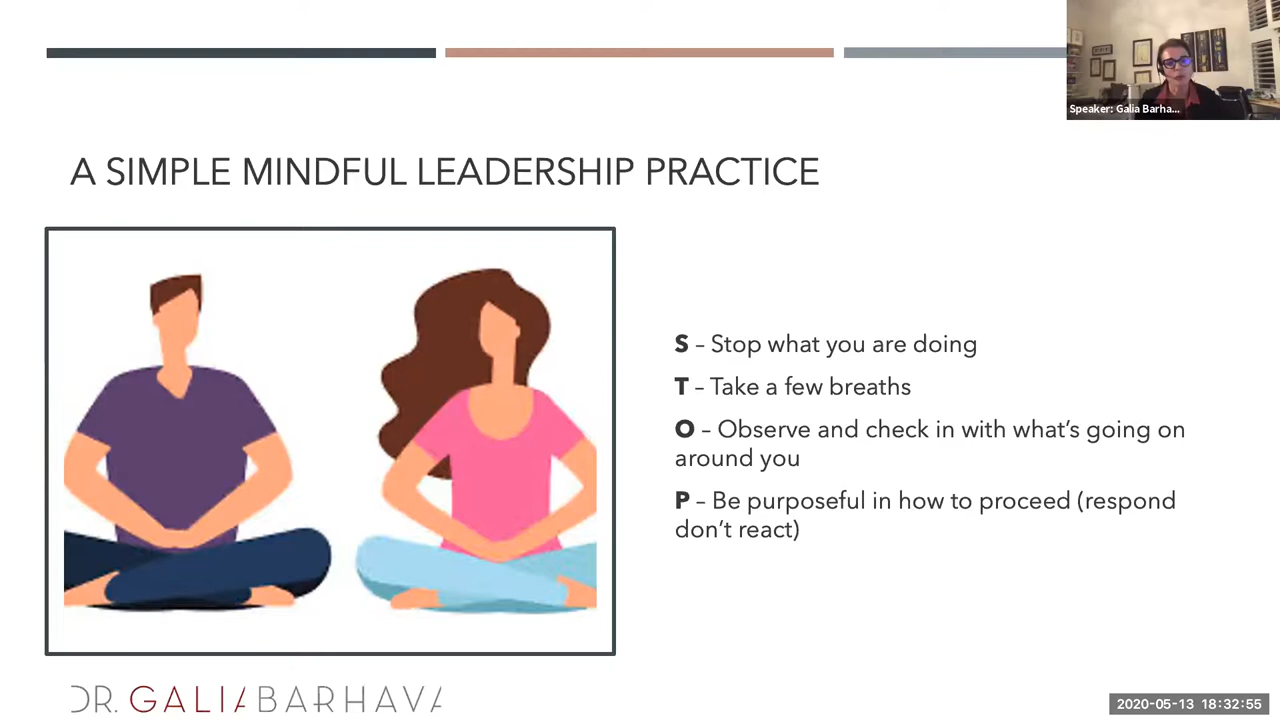 Speaker: Galia Barha...
A SIMPLE MINDFUL LEADERSHIP PRACTICE
S – Stop what you are doing
T – Take a few breaths
O – Observe and check in with what’s going on
around you
P – Be purposeful in how to proceed (respond
don’t react)
DR. GALIA BARHAVA
2020-05-13 18:32:55